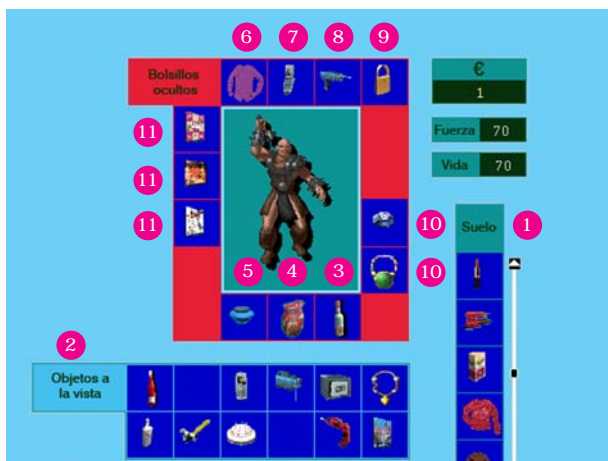 6 7 8 9
Bolsillos
ocultos
€
1
11
Fuerza 70
11
Vida 70
11
10 Suelo 1
5 4 3
10
2
Objetos a
la vista